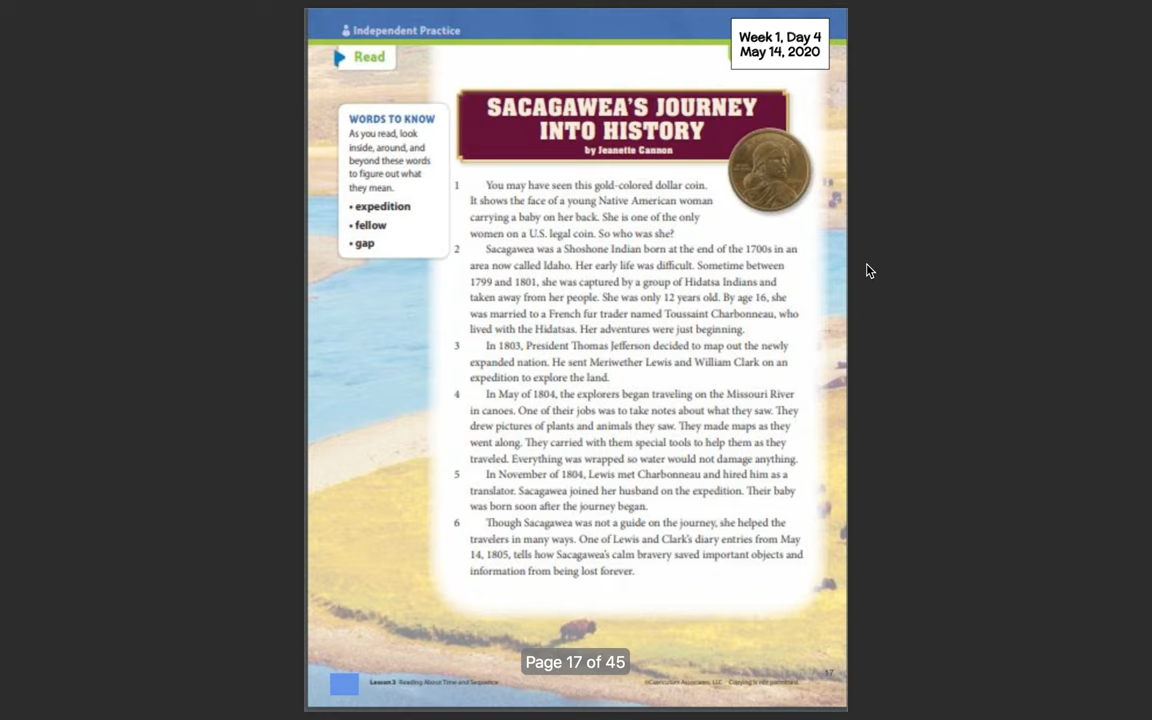 Independent Practice
Week 1, Day 4
May 14, 2020
Read
WORDS TO KNOW
As you read, look
inside, around, and
beyond these words
to figure out what
they mean.
• expedition
• fellow
• gap
SACAGAWEA'S JOURNEY
INTO HISTORY
by Jeanette Cannon
1 You may have seen this gold-colored dollar coin.
It shows the face of a young Native American woman
carrying a baby on her back. She is one of the only
women on a U.S. legal coin. So who was she?
2 Sacagawea was a Shoshone Indian born at the end of the 1700s in an
area now called Idaho. Her early life was difficult. Sometime between
1799 and 1801, she was captured by a group of Hidatsa Indians and
taken away from her people. She was only 12 years old. By age 16, she
was married to a French fur trader named Toussaint Charbonneau, who
lived with the Hidatsas. Her adventures were just beginning.
3 In 1803, President Thomas Jefferson decided to map out the newly
expanded nation. He sent Meriwether Lewis and William Clark on an
expedition to explore the land.
4 In May of 1804, the explorers began traveling on the Missouri River
in canoes. One of their jobs was to take notes about what they saw. They
drew pictures of plants and animals they saw. They made maps as they
went along. They carried with them special tools to help them as they
traveled. Everything was wrapped so water would not damage anything.
5 In November of 1804, Lewis met Charbonneau and hired him as a
translator. Sacagawea joined her husband on the expedition. Their baby
was born soon after the journey began.
6 Though Sacagawea was not a guide on the journey, she helped the
travelers in many ways. One of Lewis and Clark's diary entries from May
14, 1805, tells how Sacagawea's calm bravery saved important objects and
information from being lost forever.
Page 17 of 45
Lesson 3 Reading About Time and Sequence
©Curriculum Associates, LLC Copying is not permitted.
17